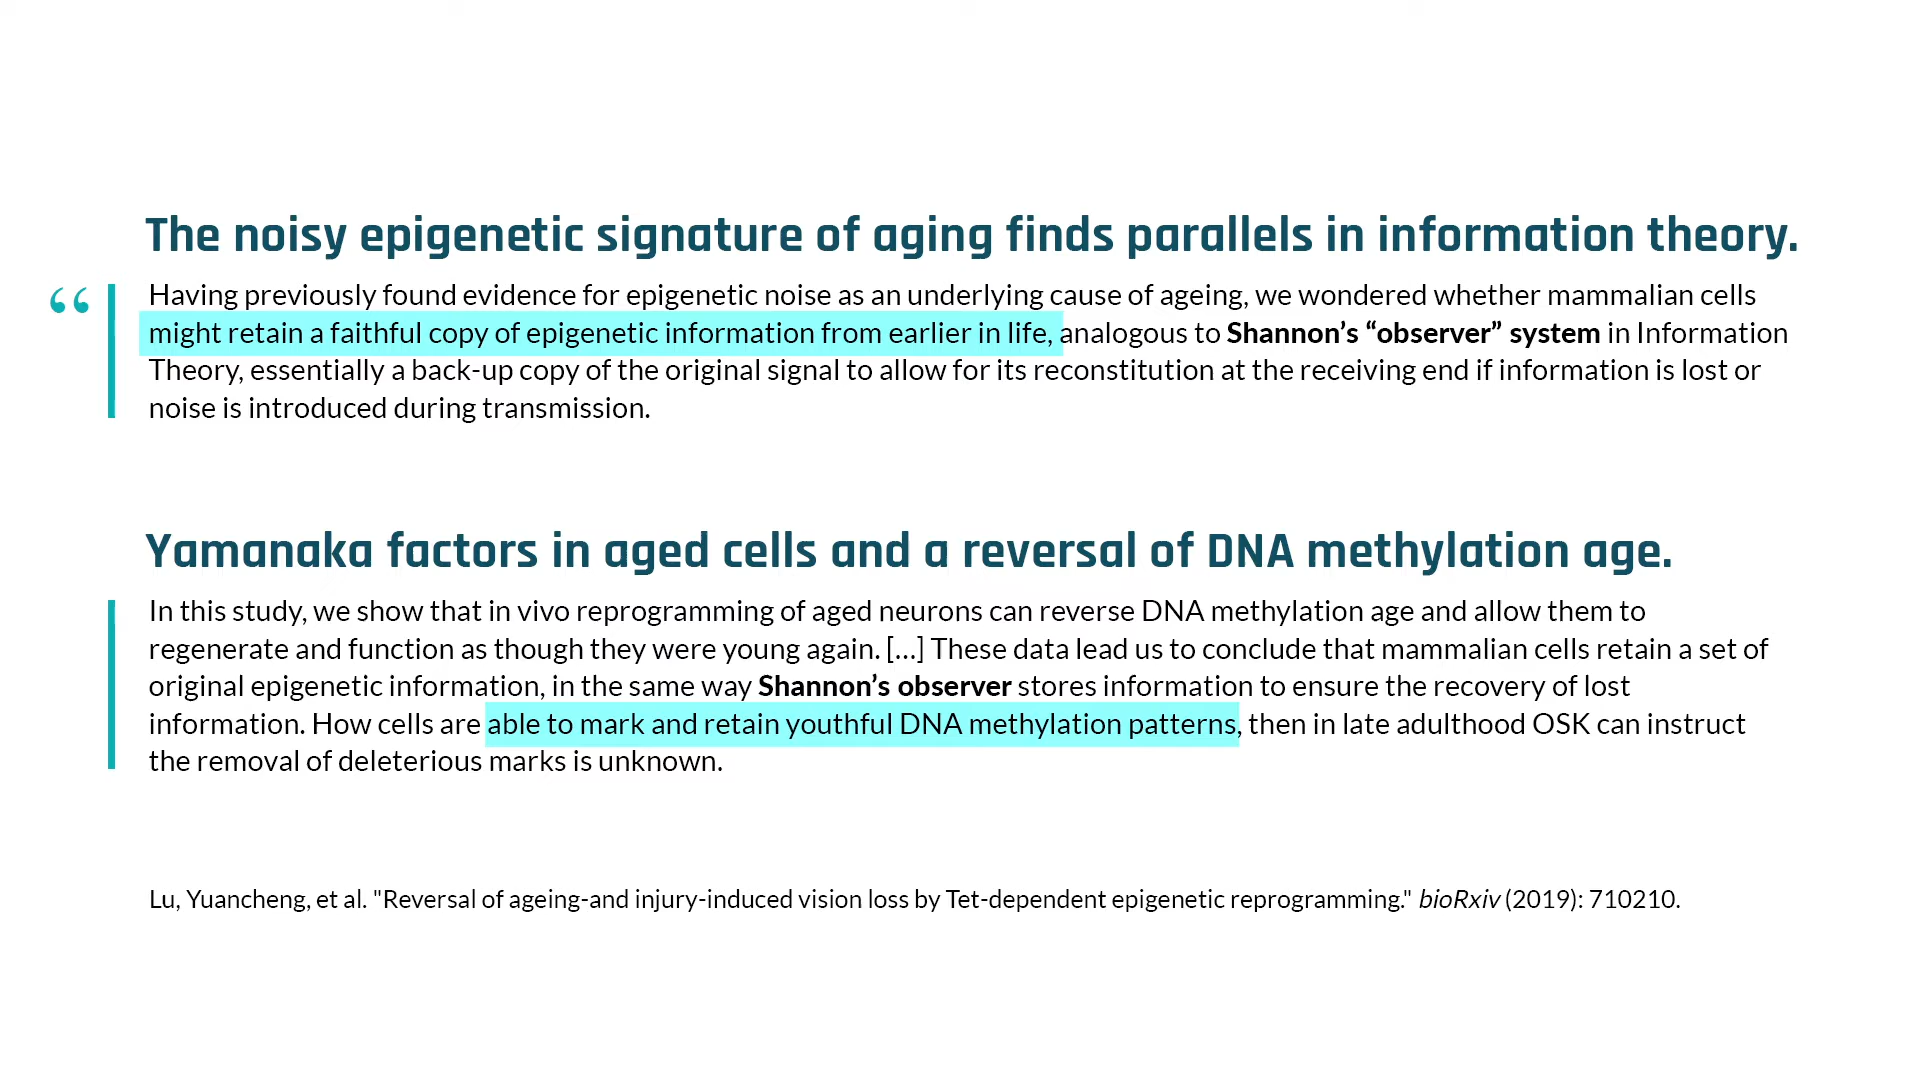 The noisy epigenetic signature of aging finds parallels in information theory.
“
Having previously found evidence for epigenetic noise as an underlying cause of ageing, we wondered whether mammalian cells
might retain a faithful copy of epigenetic information from earlier in life, analogous to Shannon’s “observer” system in Information
Theory, essentially a back-up copy of the original signal to allow for its reconstitution at the receiving end if information is lost or
noise is introduced during transmission.
Yamanaka factors in aged cells and a reversal of DNA methylation age.
In this study, we show that in vivo reprogramming of aged neurons can reverse DNA methylation age and allow them to
regenerate and function as though they were young again. [...] These data lead us to conclude that mammalian cells retain a set of
original epigenetic information, in the same way Shannon’s observer stores information to ensure the recovery of lost
information. How cells are able to mark and retain youthful DNA methylation patterns, then in late adulthood OSK can instruct
the removal of deleterious marks is unknown.
Lu, Yuancheng, et al. "Reversal of ageing-and injury-induced vision loss by Tet-dependent epigenetic reprogramming." bioRxiv (2019): 710210.